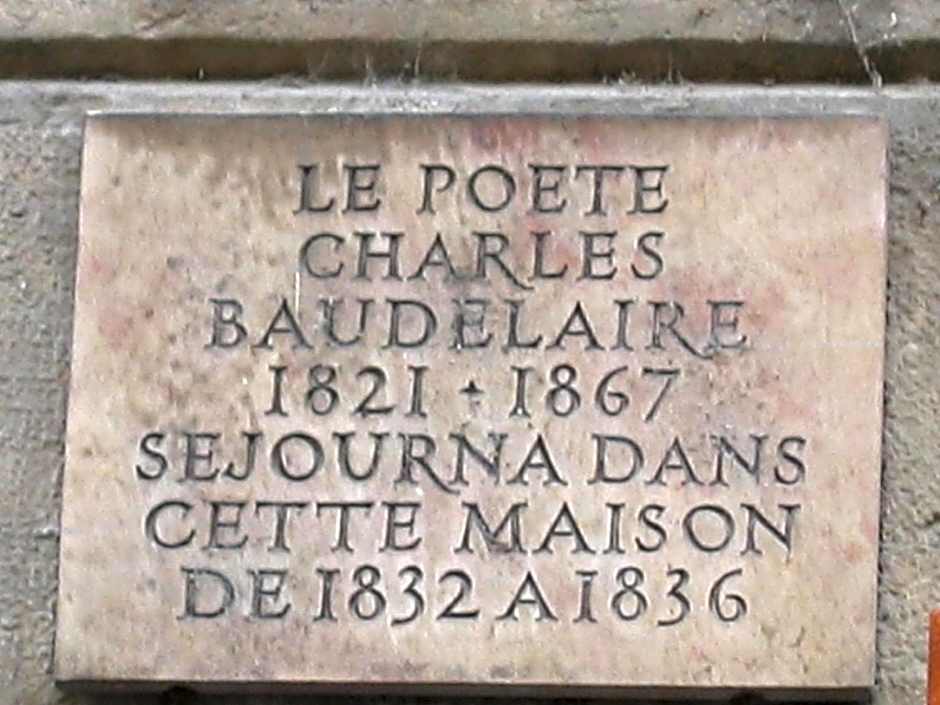 LE POETE
CHARLES
BAUDELAIRE
1821 · 1867
SEJOURNA DANS
CETTE MAISON
DE 1832 A 1836